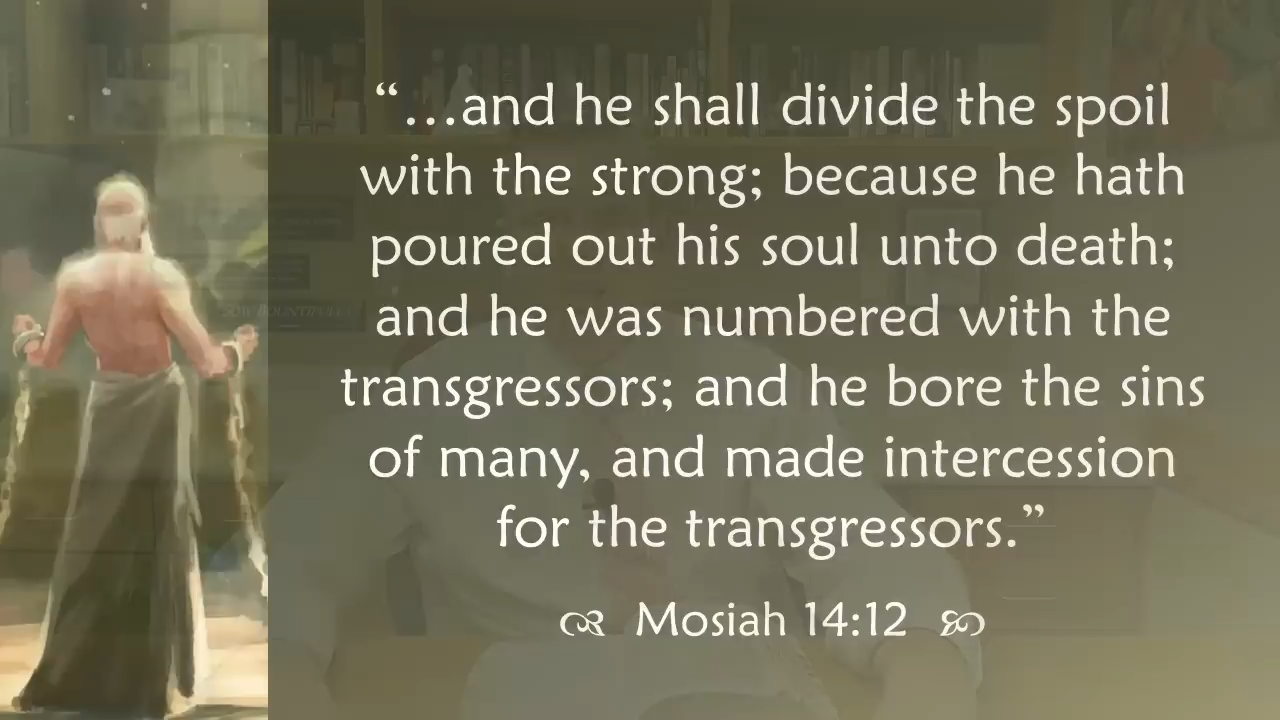 “…and he shall divide the spoil
with the strong; because he hath
poured out his soul unto death;
and he was numbered with the
transgressors; and he bore the sins
of many, and made intercession
for the transgressors.”
Mosiah 14:12
SOW BOUNTIFULLY